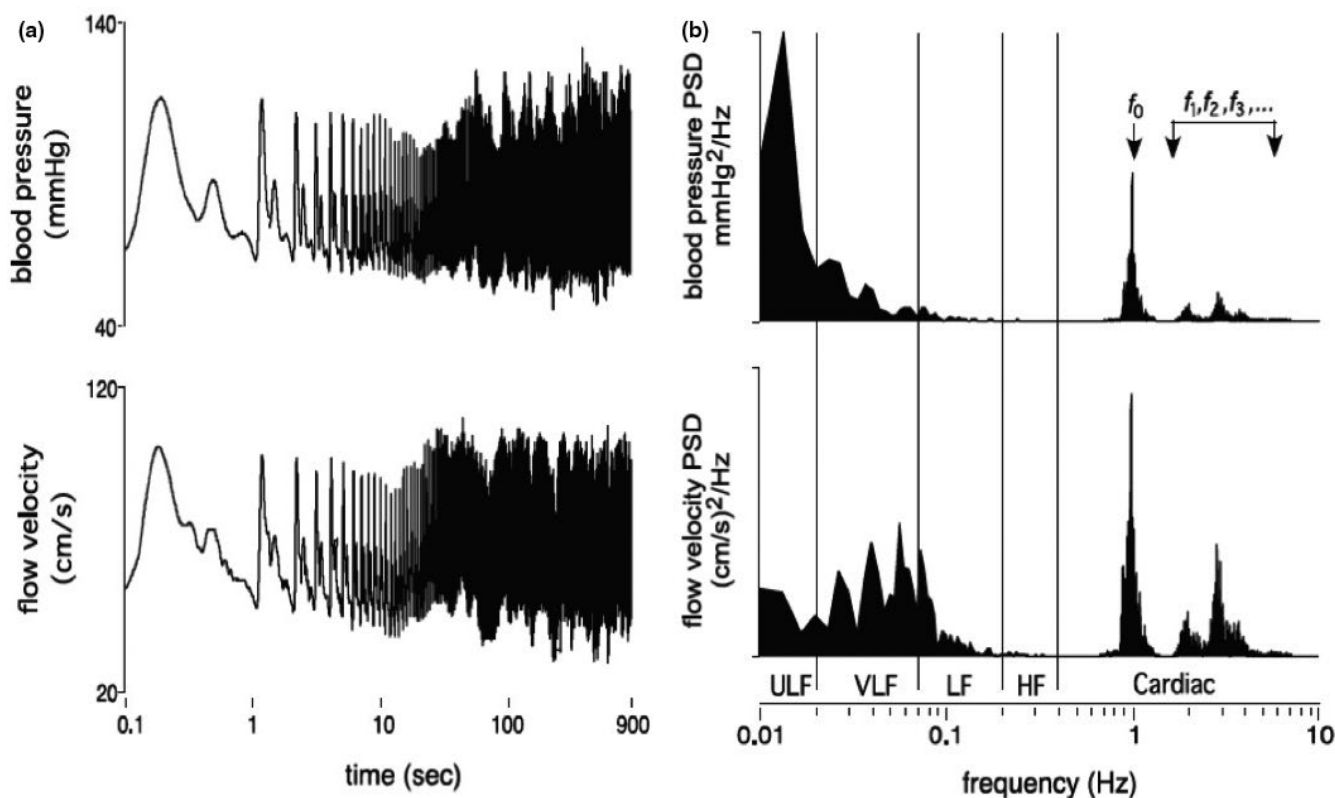 (a)
140
blood pressure
(mmHg)
40
120
flow velocity
(cm/s)
20
0.1
1
10
100
900
time (sec)
(b)
blood pressure PSD
mmHg²/Hz
f₀
f₁,f₂,f₃,...
flow velocity PSD
(cm/s)²/Hz
ULF
VLF
LF
HF
Cardiac
0.01
0.1
1
10
frequency (Hz)